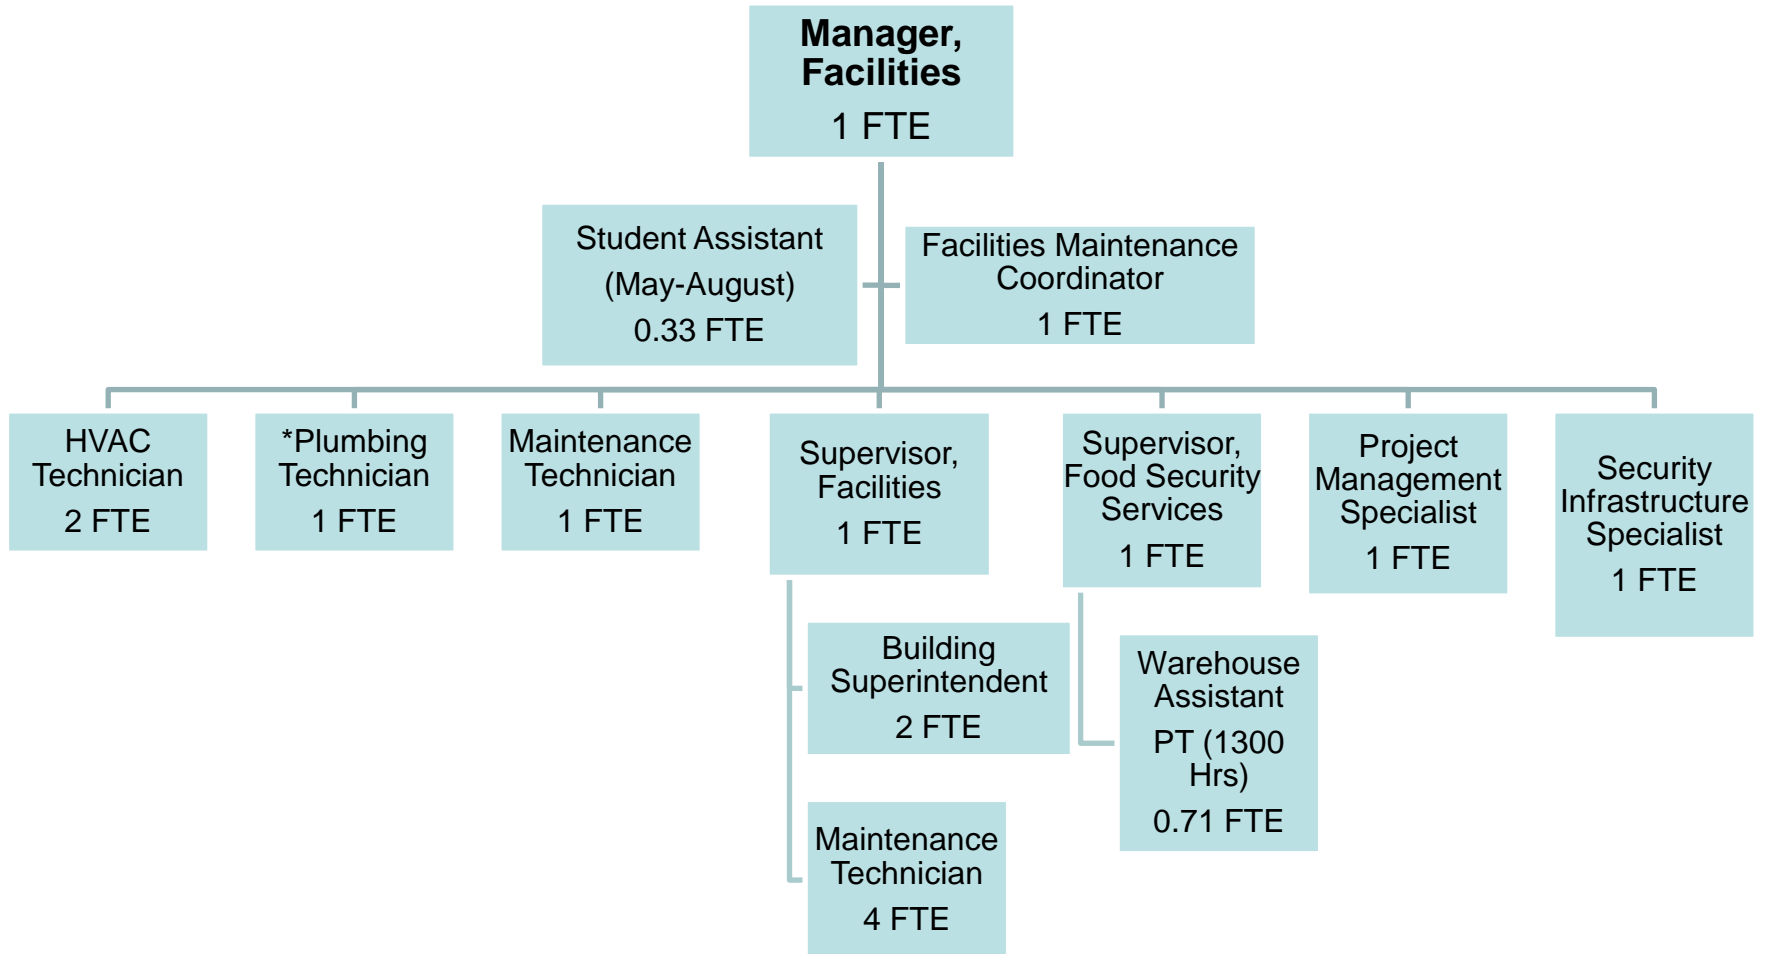 Manager,
Facilities
1 FTE
Student Assistant
(May-August)
0.33 FTE
Facilities Maintenance
Coordinator
1 FTE
HVAC
Technician
2 FTE
*Plumbing
Technician
1 FTE
Maintenance
Technician
1 FTE
Supervisor,
Facilities
1 FTE
Supervisor,
Food Security
Services
1 FTE
Project
Management
Specialist
1 FTE
Security
Infrastructure
Specialist
1 FTE
Building
Superintendent
2 FTE
Warehouse
Assistant
PT (1300
Hrs)
0.71 FTE
Maintenance
Technician
4 FTE